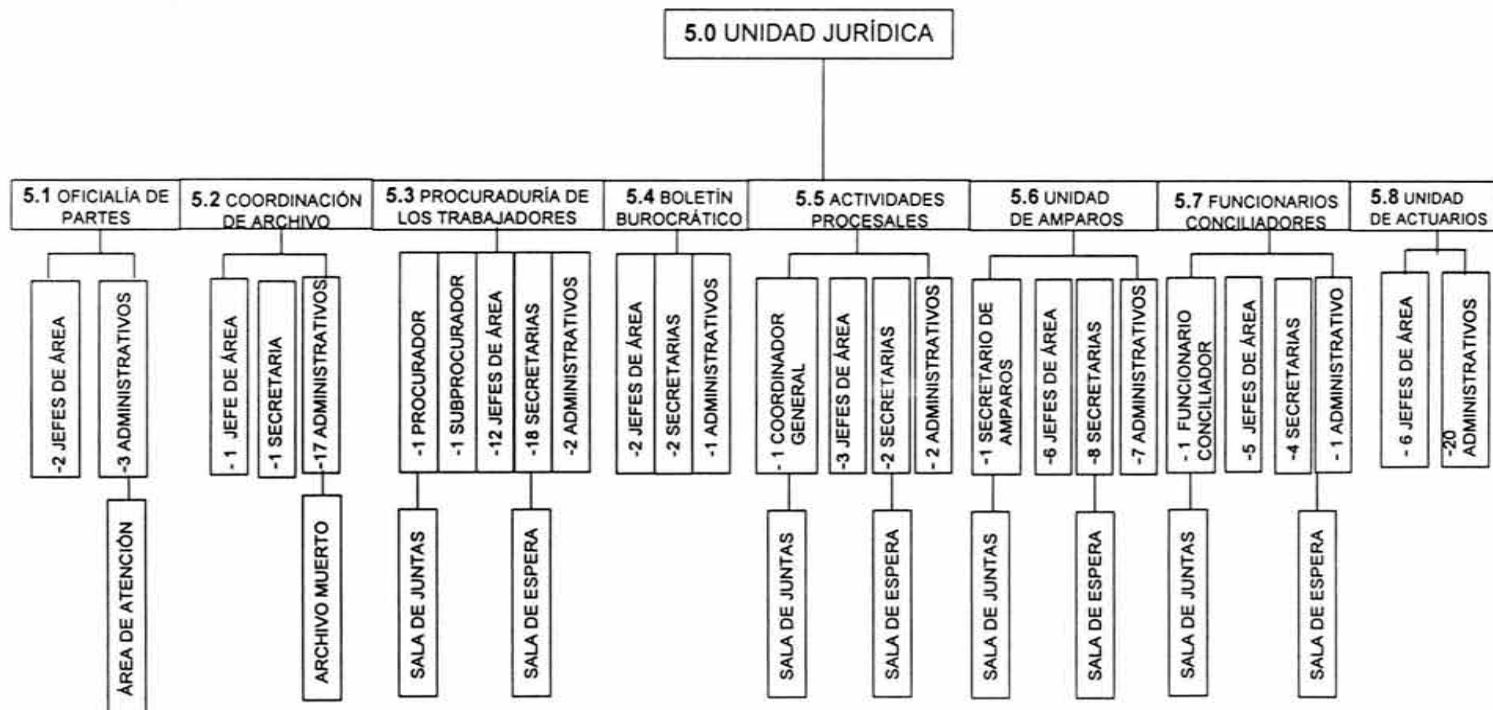 5.0 UNIDAD JURÍDICA
5.1 OFICIALÍA DE
PARTES
-2 JEFES DE ÁREA
-3 ADMINISTRATIVOS
ÁREA DE ATENCIÓN
5.2 COORDINACIÓN
DE ARCHIVO
-1 JEFE DE ÁREA
-1 SECRETARIA
-17 ADMINISTRATIVOS
ARCHIVO MUERTO
5.3 PROCURADURÍA DE
LOS TRABAJADORES
-1 PROCURADOR
-1 SUBPROCURADOR
-12 JEFES DE ÁREA
-18 SECRETARIAS
-2 ADMINISTRATIVOS
SALA DE JUNTAS
SALA DE ESPERA
5.4 BOLETÍN
BUROCRÁTICO
-2 JEFES DE ÁREA
-2 SECRETARIAS
-1 ADMINISTRATIVOS
5.5 ACTIVIDADES
PROCESALES
- 1 COORDINADOR
GENERAL
-3 JEFES DE ÁREA
-2 SECRETARIAS
- 2 ADMINISTRATIVOS
SALA DE JUNTAS
SALA DE ESPERA
5.6 UNIDAD
DE AMPAROS
-1 SECRETARIO DE
AMPAROS
-6 JEFES DE ÁREA
-8 SECRETARIAS
-7 ADMINISTRATIVOS
SALA DE JUNTAS
SALA DE ESPERA
5.7 FUNCIONARIOS
CONCILIADORES
- 1 FUNCIONARIO
CONCILIADOR
-5 JEFES DE ÁREA
-4 SECRETARIAS
- 1 ADMINISTRATIVO
SALA DE JUNTAS
SALA DE ESPERA
5.8 UNIDAD
DE ACTUARIOS
- 6 JEFES DE ÁREA
-20
ADMINISTRATIVOS